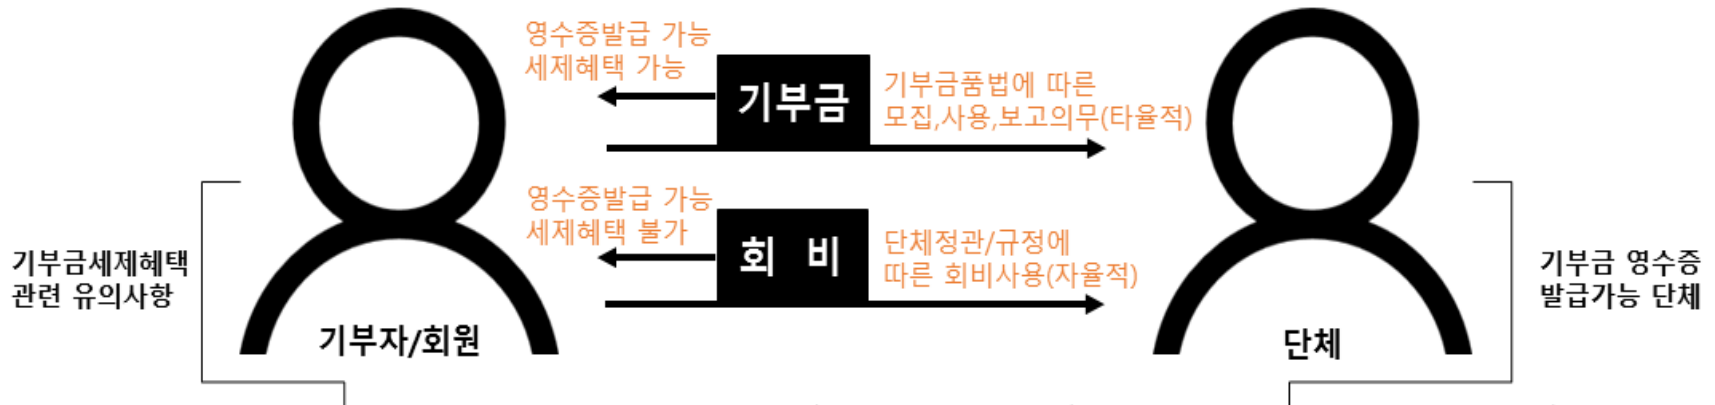 영수증발급 가능
세제혜택 가능
기부금
기부금품법에 따른
모집,사용,보고의무(타율적)
영수증발급 가능
세제혜택 불가
회 비
단체정관/규정에
따른 회비사용(자율적)
기부금세제혜택
관련 유의사항
기부자/회원
단체
기부금 영수증
발급가능 단체